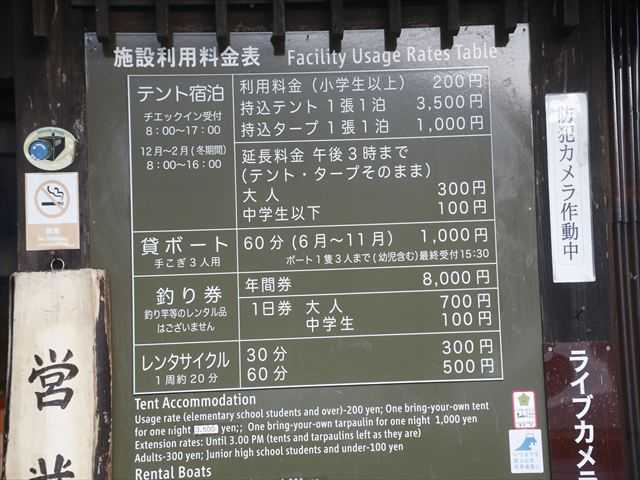 施設利用料金表 Facility Usage Rates Table
テント宿泊
チェックイン受付
8：00〜17：00
12月〜2月（冬期間）
8：00〜16：00
利用料金（小学生以上） 200円
持込テント 1張1泊 3,500円
持込タープ 1張1泊 1,000円
延長料金 午後3時まで
（テント・タープそのまま）
大人 300円
中学生以下 100円
貸ボート
手こぎ3人用
60分（6月〜11月） 1,000円
ボート1隻3人まで（幼児含む）最終受付15:30
釣り券
釣り竿等のレンタル品
はございません
年間券 8,000円
1日券 大人 700円
中学生 100円
レンタサイクル
1周約20分
30分 300円
60分 500円
Tent Accommodation
Usage rate (elementary school students and over)-200 yen; One bring-your-own tent
for one night 3,500 yen;; One bring-your-own tarpaulin for one night 1,000 yen
Extension rates: Until 3.00 PM (tents and tarpaulins left as they are)
Adults-300 yen; Junior high school students and under-100 yen
Rental Boats
防犯カメラ作動中
ライブカメラ
営業